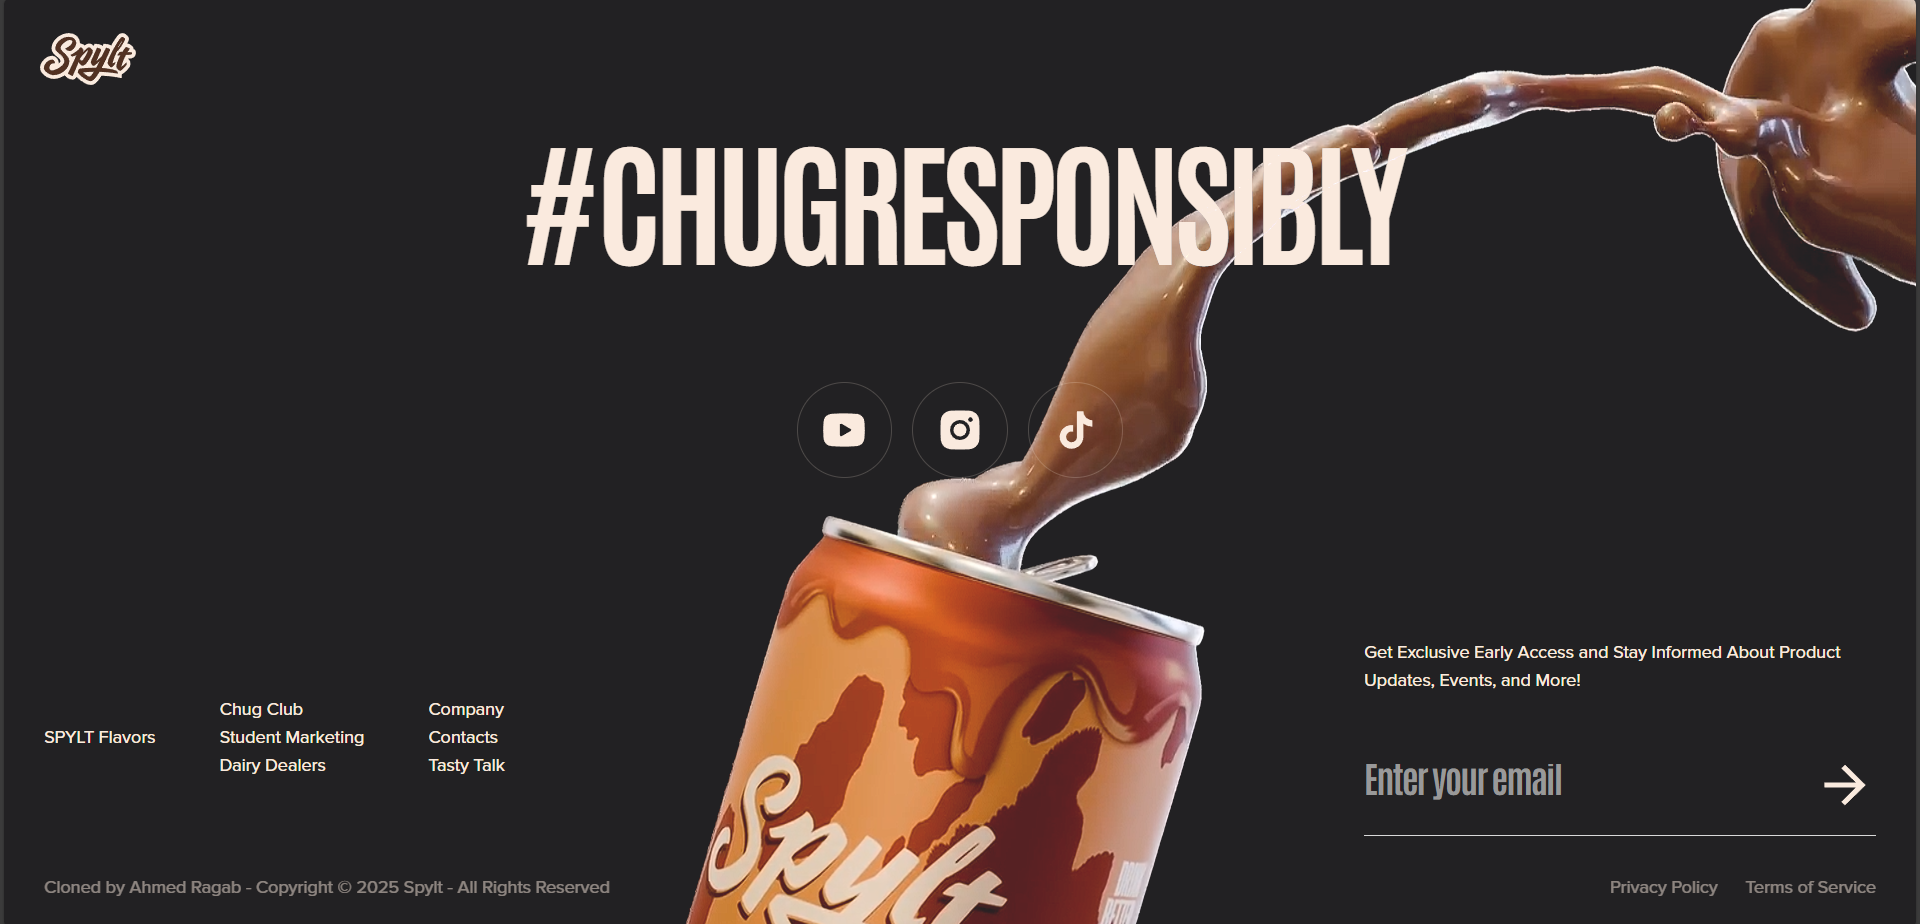 Spylt
#CHUGRESPONSIBLY
SPYLT Flavors
Chug Club
Student Marketing
Dairy Dealers
Company
Contacts
Tasty Talk
Get Exclusive Early Access and Stay Informed About Product
Updates, Events, and More!
Enter your email
Spylt
Cloned by Ahmed Ragab - Copyright © 2025 Spylt - All Rights Reserved
Privacy Policy
Terms of Service